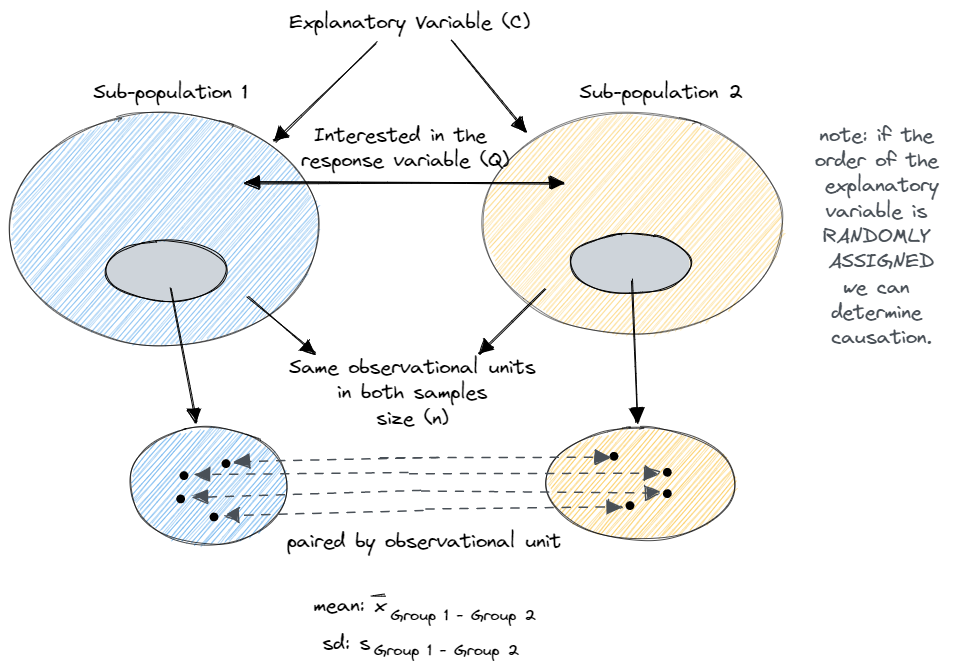 Explanatory Variable (C)
Sub-population 1
Sub-population 2
Interested in the
response variable (Q)
note: if the
order of the
explanatory
variable is
RANDOMLY
ASSIGNED
we can
determine
causation.
Same observational units
in both samples
size (n)
paired by observational unit
mean: x̅ Group 1 - Group 2
sd: s Group 1 - Group 2